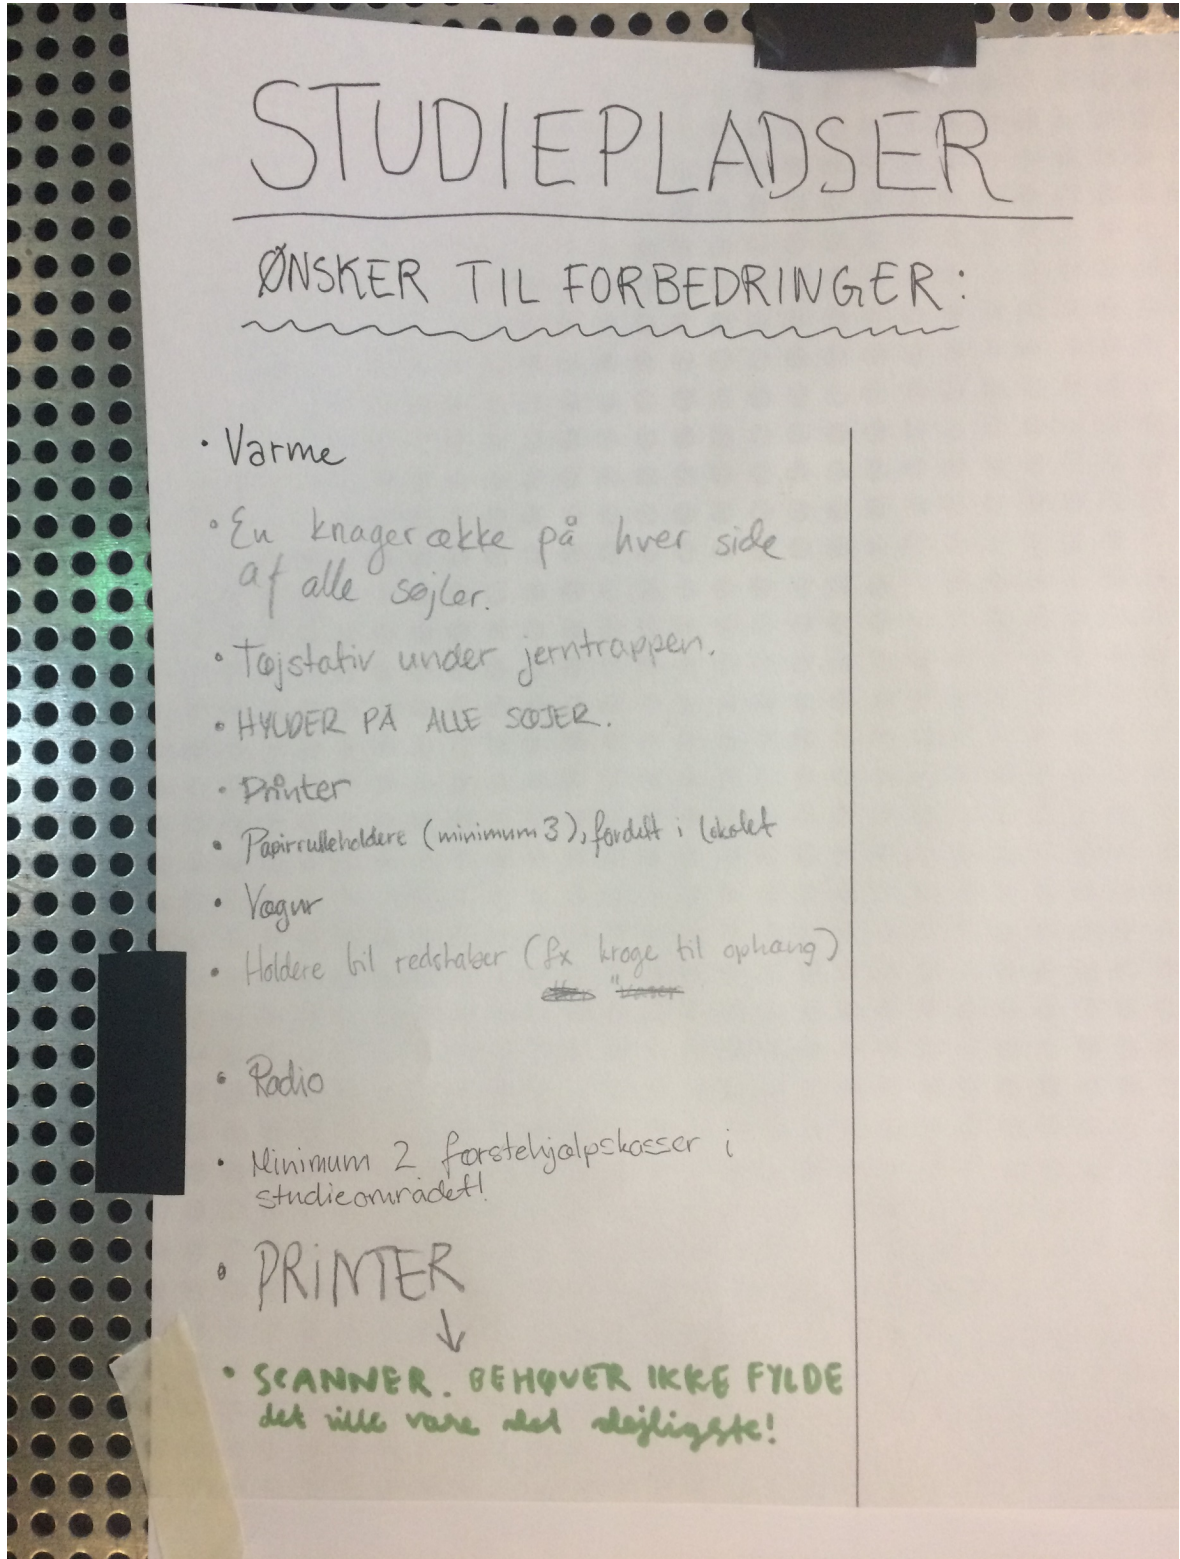 STUDIEPLADSER
ØNSKER TIL FORBEDRINGER:
• Varme
• En knagerække på hver side
af alle søjler.
• Tøjstativ under jerntrappen.
• HYLDER PÅ ALLE SØJER.
• Printer
• Papirrulleholdere (minimum 3), fordelt i lokalet
• Vægur
• Holdere til redskaber (fx kroge til ophæng)
• Radio
• Minimum 2 førstehjælpskasser i
studieområdet!
• PRINTER
↓
• SCANNER. BEHØVER IKKE FYLDE
det ville være det dejligste!